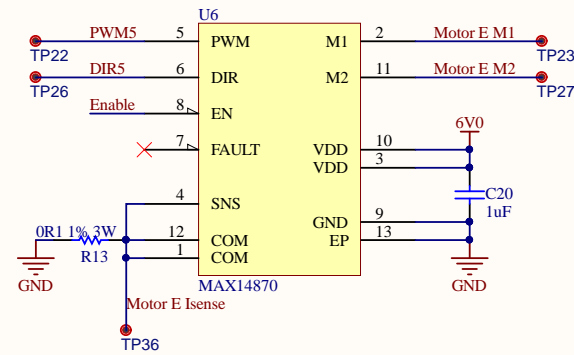 U6
PWM5 5 PWM M1 2 Motor E M1
TP22 TP23
DIR5 6 DIR M2 11 Motor E M2
TP26 TP27
Enable 8 EN
6V0
7 FAULT VDD 10
VDD 3
4 SNS C20
1uF
GND 9
0R1 1% 3W 12 COM EP 13
R13 1 COM
GND MAX14870 GND
Motor E Isense
TP36